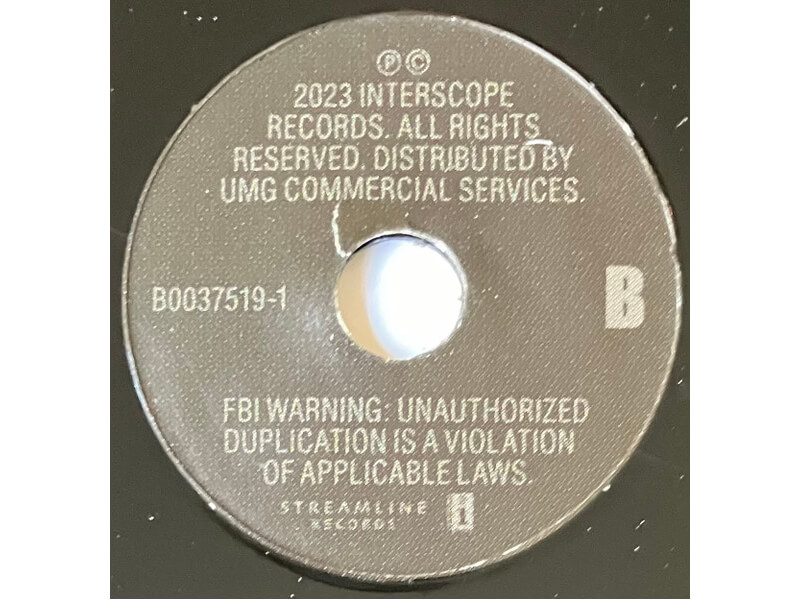 Ⓟ ©
2023 INTERSCOPE
RECORDS. ALL RIGHTS
RESERVED. DISTRIBUTED BY
UMG COMMERCIAL SERVICES.
B0037519-1
B
FBI WARNING: UNAUTHORIZED
DUPLICATION IS A VIOLATION
OF APPLICABLE LAWS.
STREAMLINE
RECORDS
i